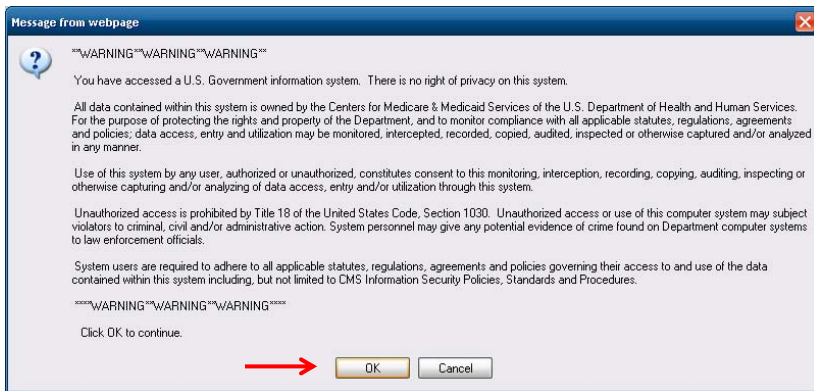 Message from webpage
**WARNING**WARNING**WARNING**
You have accessed a U.S. Government information system.  There is no right of privacy on this system.
All data contained within this system is owned by the Centers for Medicare & Medicaid Services of the U.S. Department of Health and Human Services.
For the purpose of protecting the rights and property of the Department, and to monitor compliance with all applicable statutes, regulations, agreements
and policies; data access, entry and utilization may be monitored, intercepted, recorded, copied, audited, inspected or otherwise captured and/or analyzed
in any manner.
Use of this system by any user, authorized or unauthorized, constitutes consent to this monitoring, interception, recording, copying, auditing, inspecting or
otherwise capturing and/or analyzing of data access, entry and/or utilization through this system.
Unauthorized access is prohibited by Title 18 of the United States Code, Section 1030.  Unauthorized access or use of this computer system may subject
violators to criminal, civil and/or administrative action. System personnel may give any potential evidence of crime found on Department computer systems
to law enforcement officials.
System users are required to adhere to all applicable statutes, regulations, agreements and policies governing their access to and use of the data
contained within this system including, but not limited to CMS Information Security Policies, Standards and Procedures.
****WARNING**WARNING**WARNING****
Click OK to continue.
OK Cancel